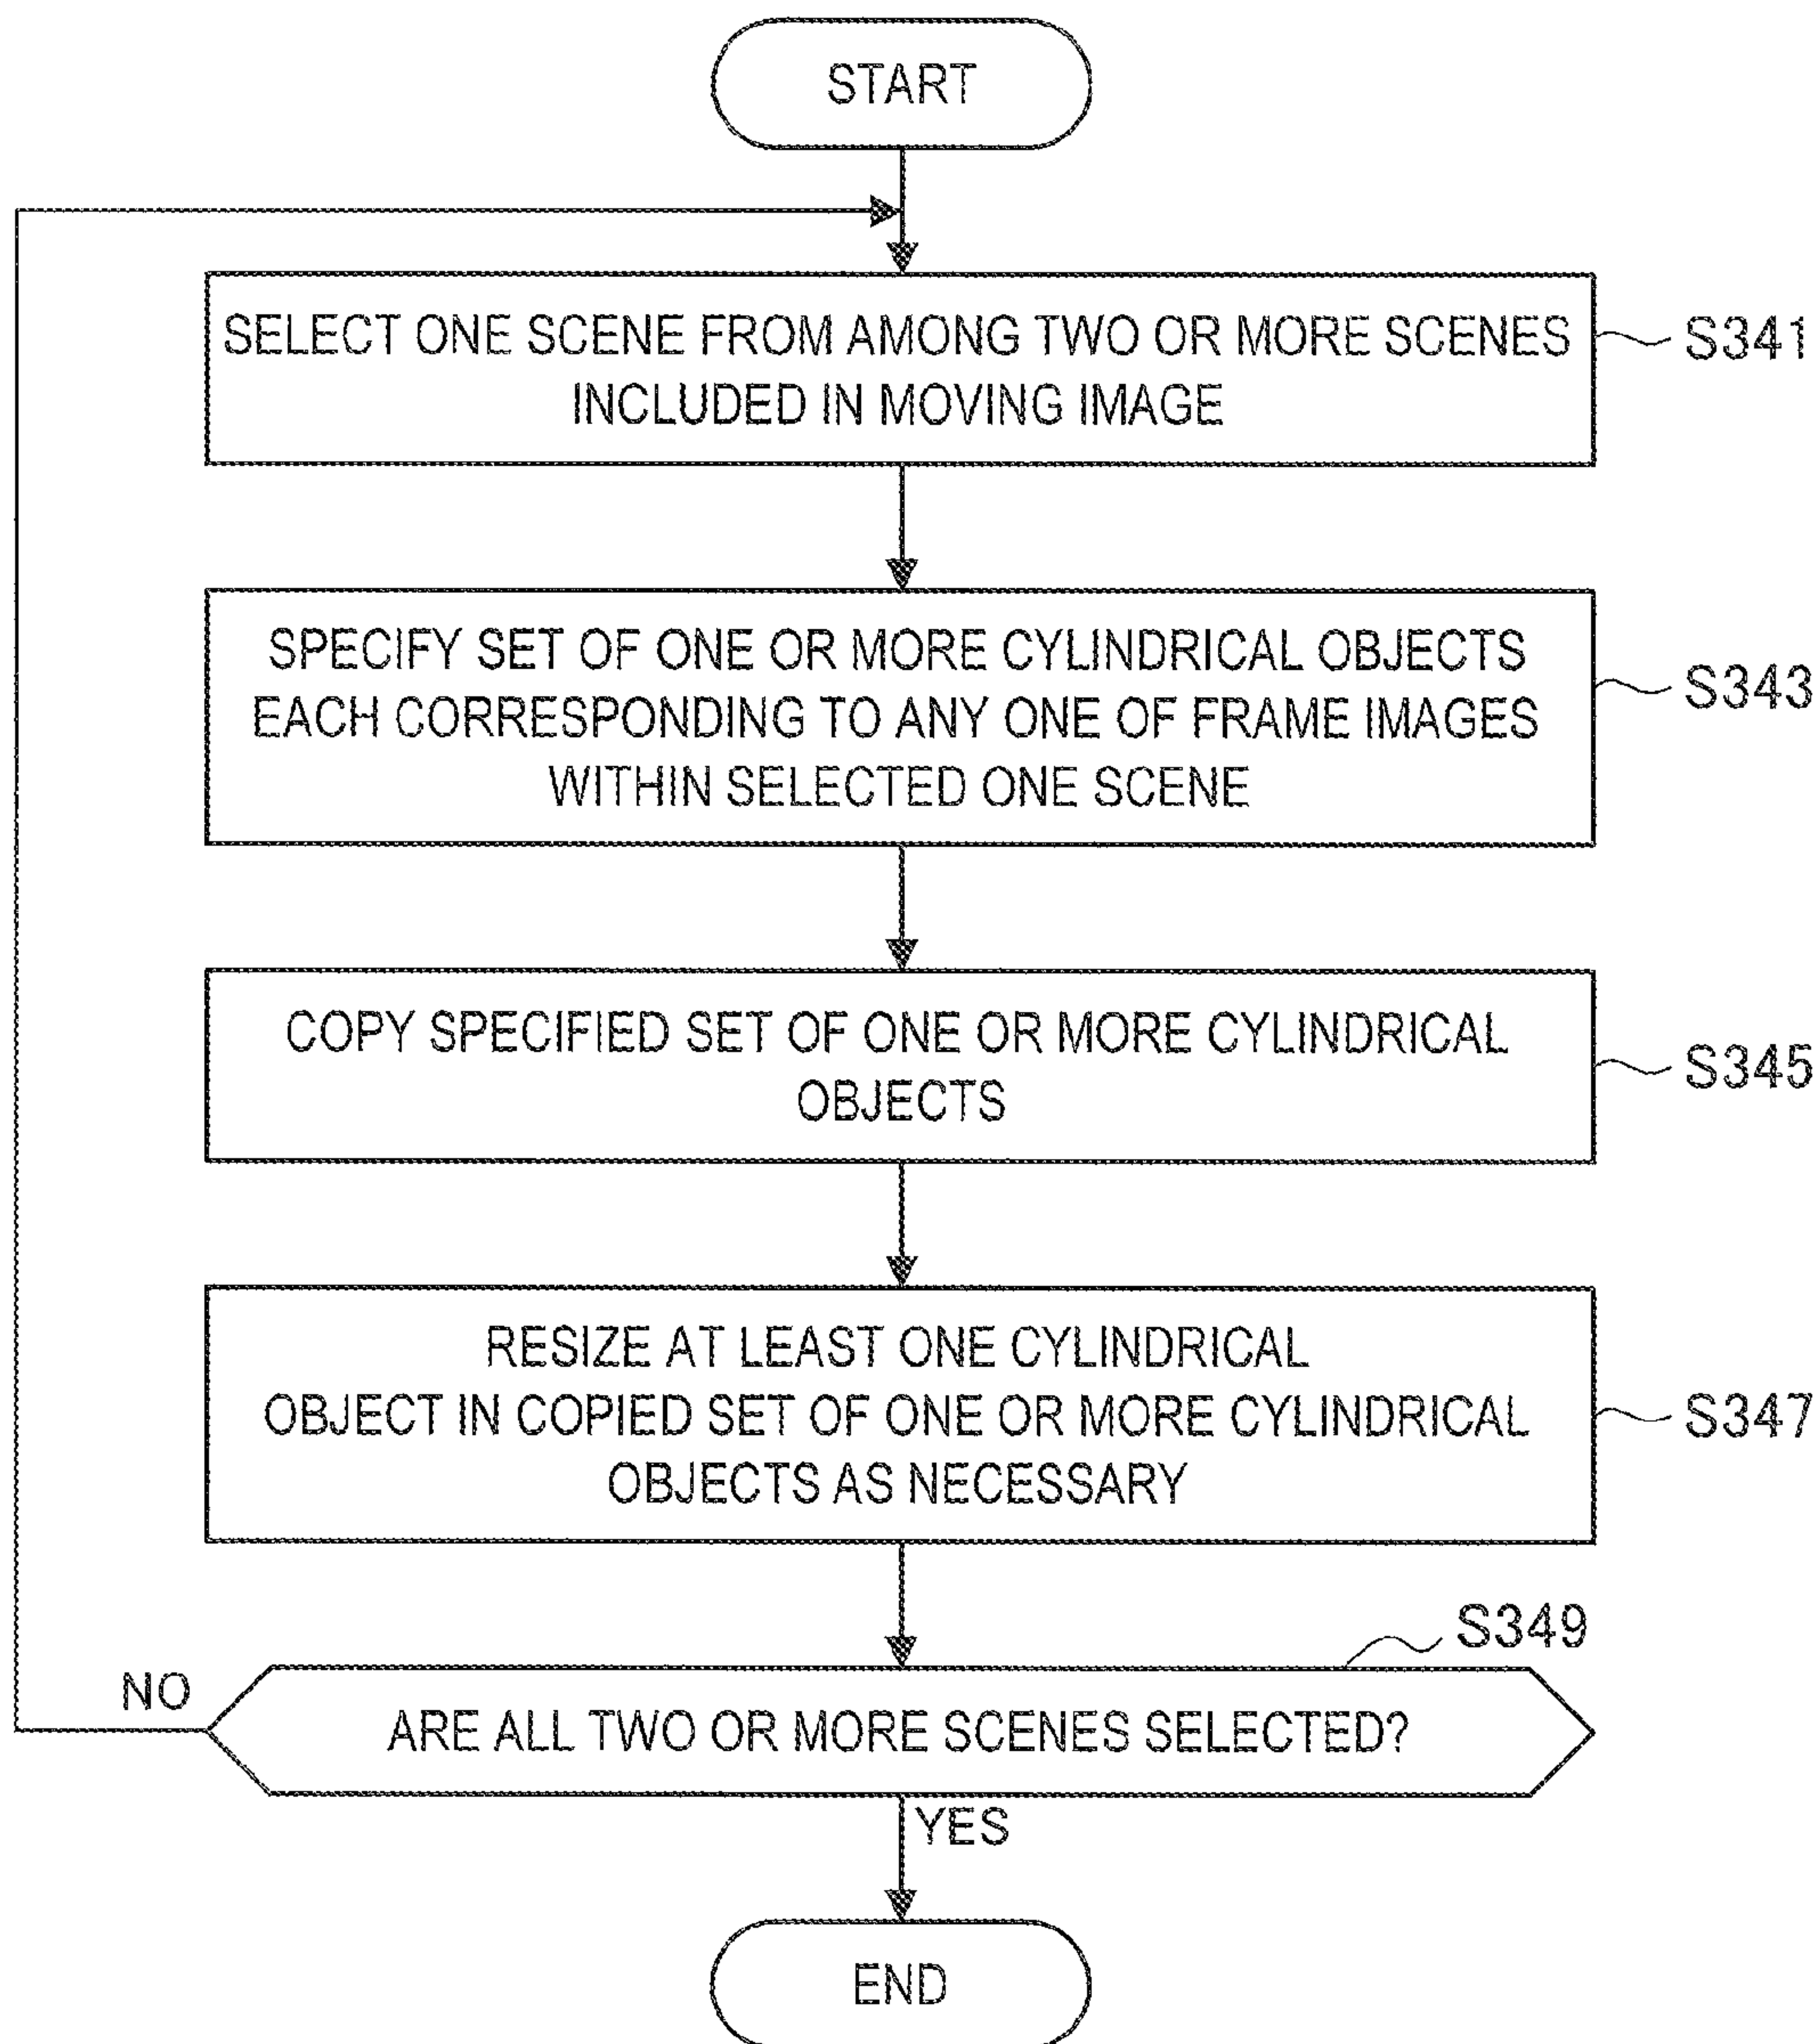 START
SELECT ONE SCENE FROM AMONG TWO OR MORE SCENES
INCLUDED IN MOVING IMAGE
S341
SPECIFY SET OF ONE OR MORE CYLINDRICAL OBJECTS
EACH CORRESPONDING TO ANY ONE OF FRAME IMAGES
WITHIN SELECTED ONE SCENE
S343
COPY SPECIFIED SET OF ONE OR MORE CYLINDRICAL
OBJECTS
S345
RESIZE AT LEAST ONE CYLINDRICAL
OBJECT IN COPIED SET OF ONE OR MORE CYLINDRICAL
OBJECTS AS NECESSARY
S347
S349
NO
ARE ALL TWO OR MORE SCENES SELECTED?
YES
END